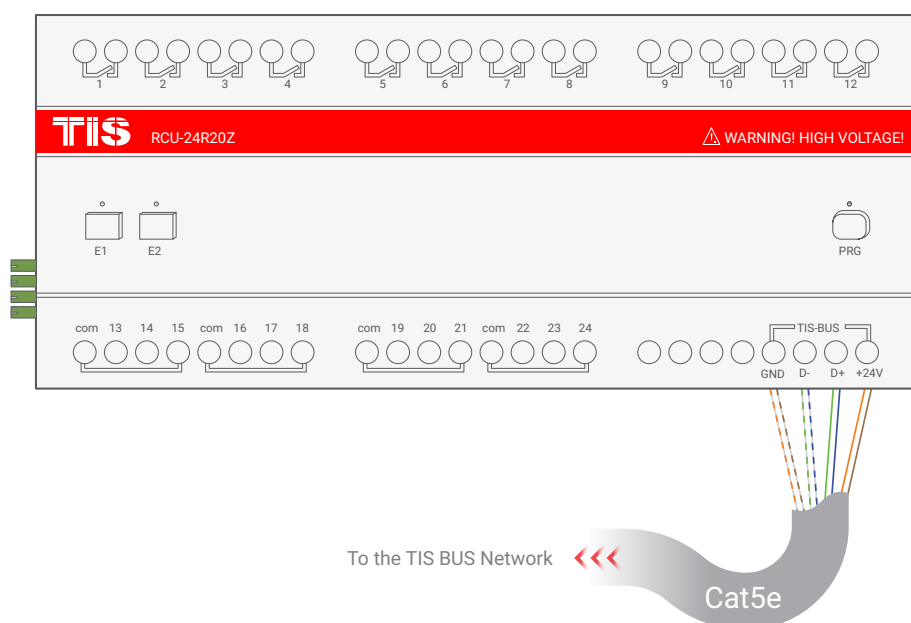 1 2 3 4 5 6 7 8 9 10 11 12
TIS RCU-24R20Z WARNING! HIGH VOLTAGE!
E1 E2 PRG
com 13 14 15 com 16 17 18 com 19 20 21 com 22 23 24 TIS-BUS
GND D- D+ +24V
To the TIS BUS Network
Cat5e